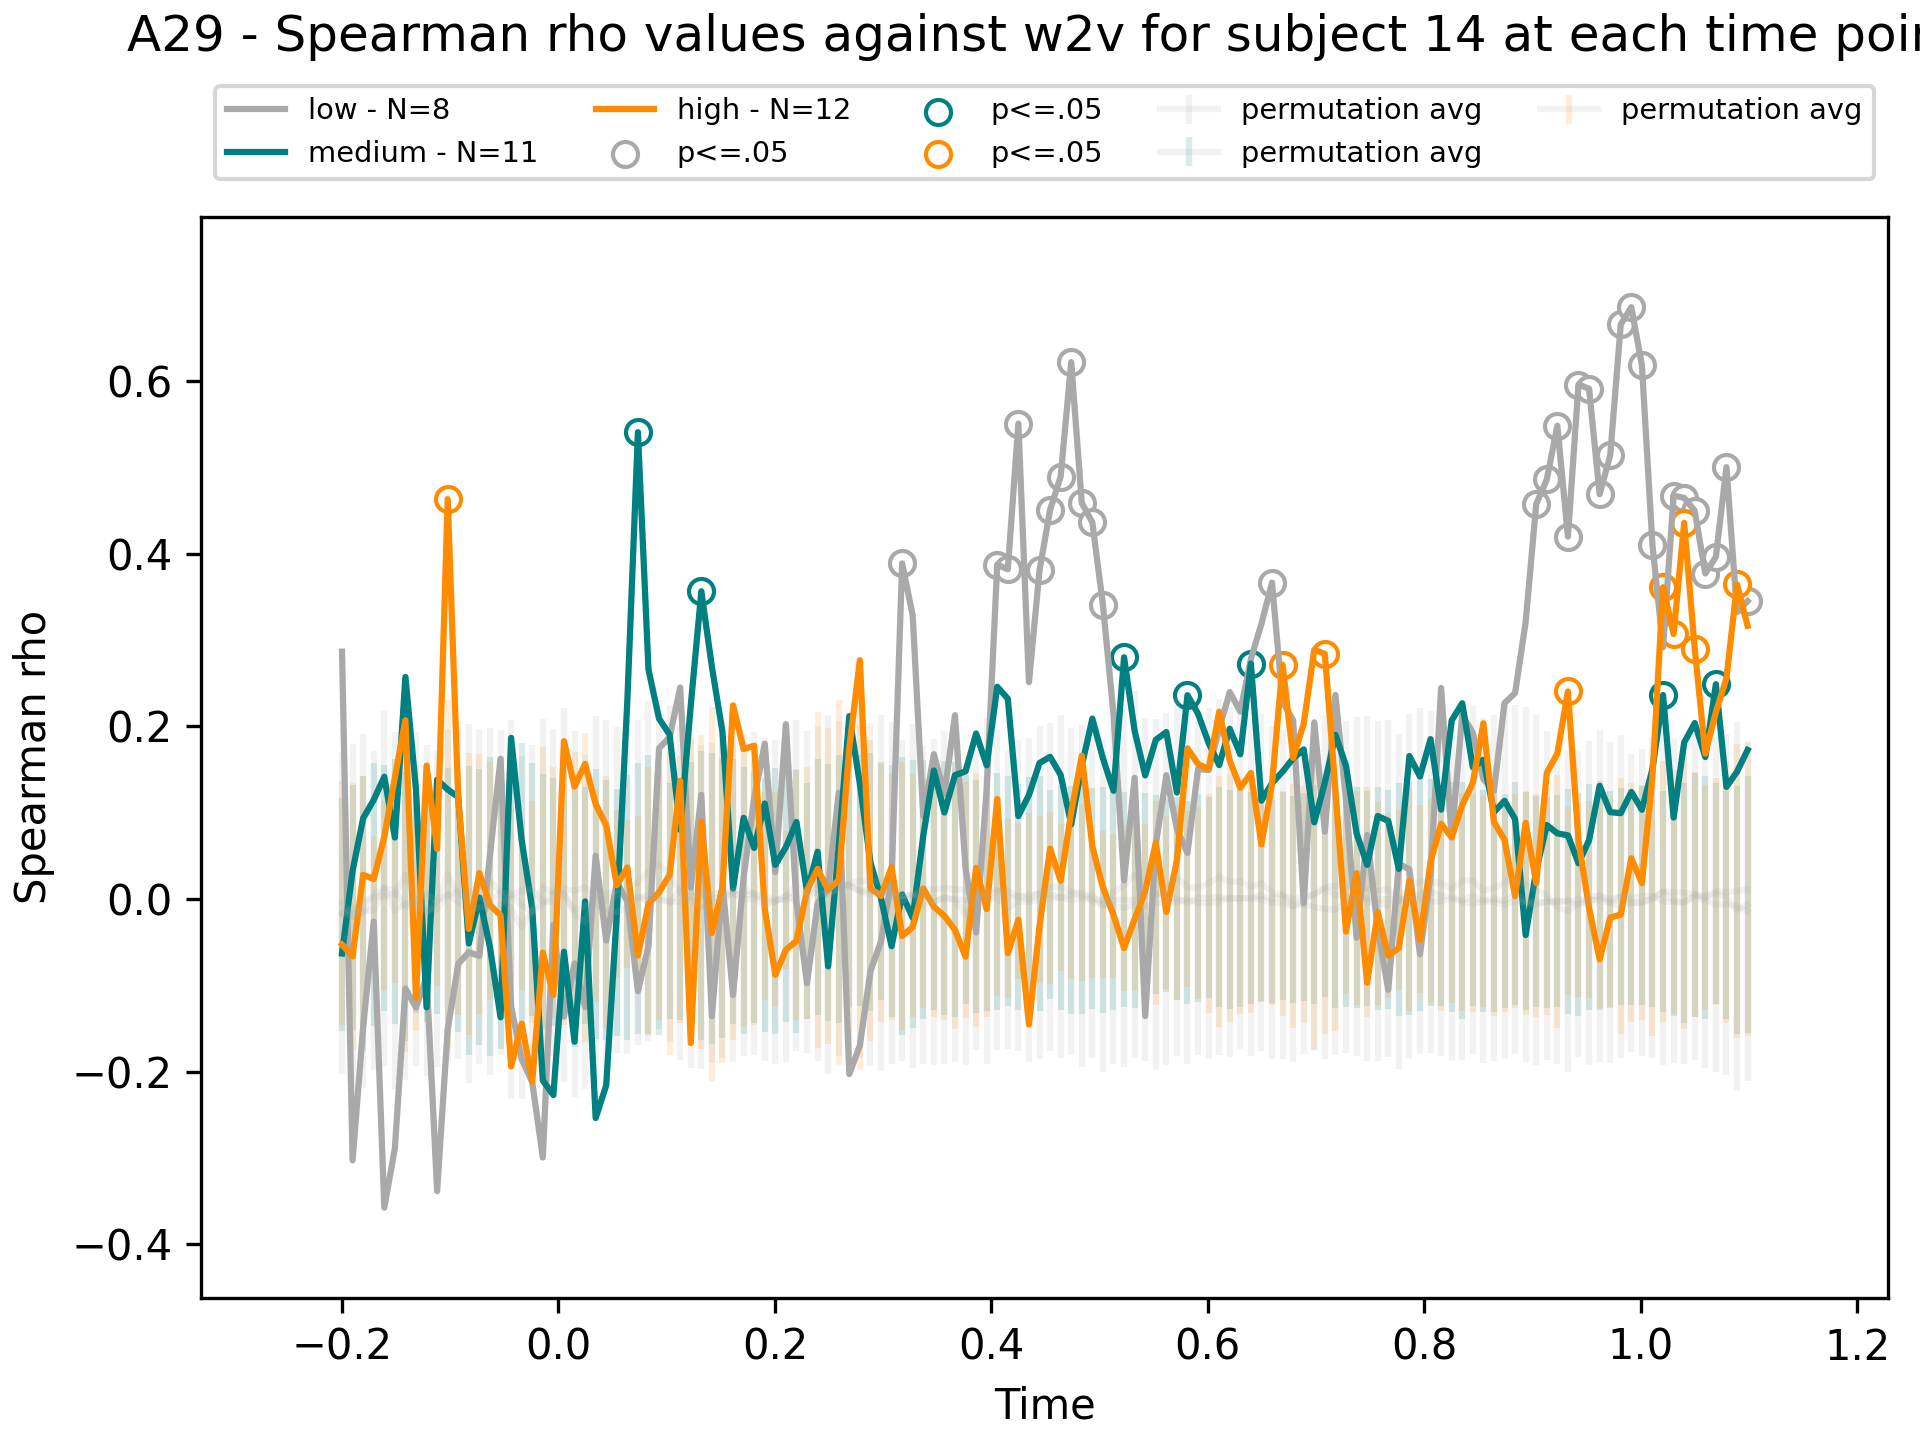 A29 - Spearman rho values against w2v for subject 14 at each time
low - N=8 high - N=12 p<=.05 permutation avg permutation avg
medium - N=11 p<=.05 p<=.05 permutation avg
0.6
0.4
0.2
0.0
−0.2
−0.4
Spearman rho
−0.2 0.0 0.2 0.4 0.6 0.8 1.0 1.2
Time